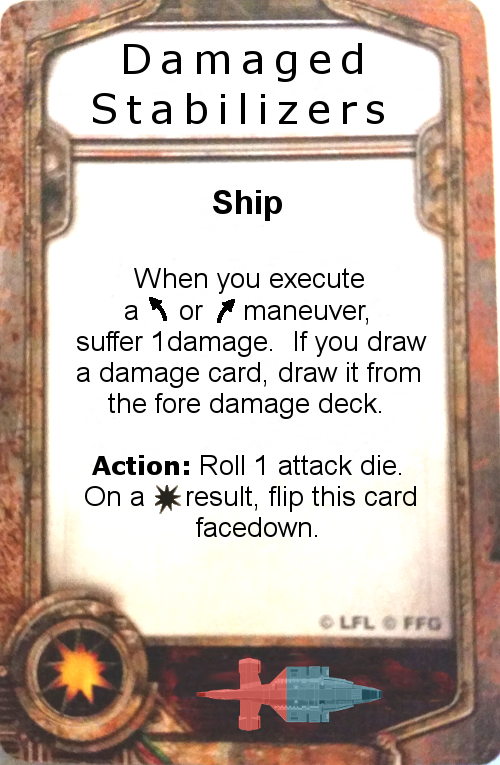 Damaged
Stabilizers
Ship
When you execute
a or maneuver,
suffer 1damage. If you draw
a damage card, draw it from
the fore damage deck.
Action: Roll 1 attack die.
On a result, flip this card
facedown.
© LFL © FFG